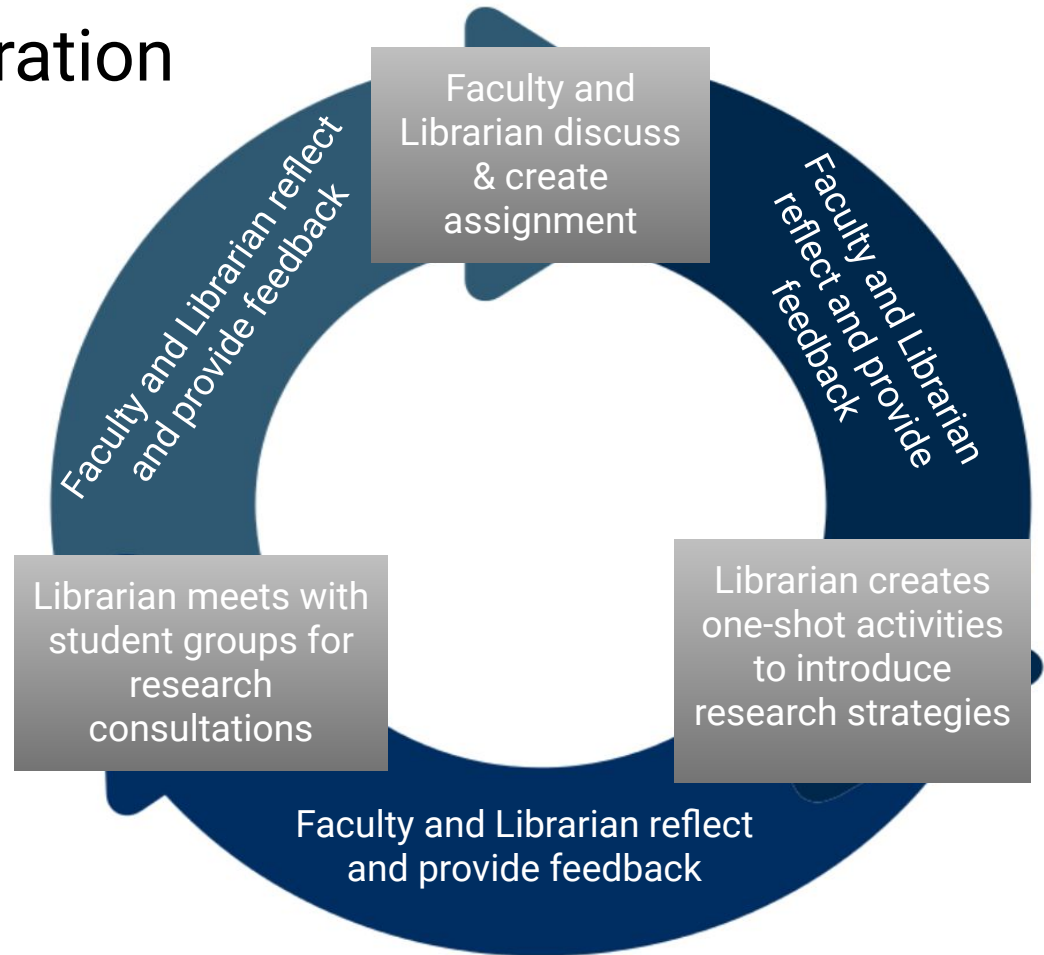 ration
Faculty and
Librarian discuss
& create
assignment
Faculty and Librarian
reflect and provide
feedback
Librarian creates
one-shot activities
to introduce
research strategies
Faculty and Librarian reflect
and provide feedback
Librarian meets with
student groups for
research
consultations
Faculty and Librarian reflect
and provide feedback